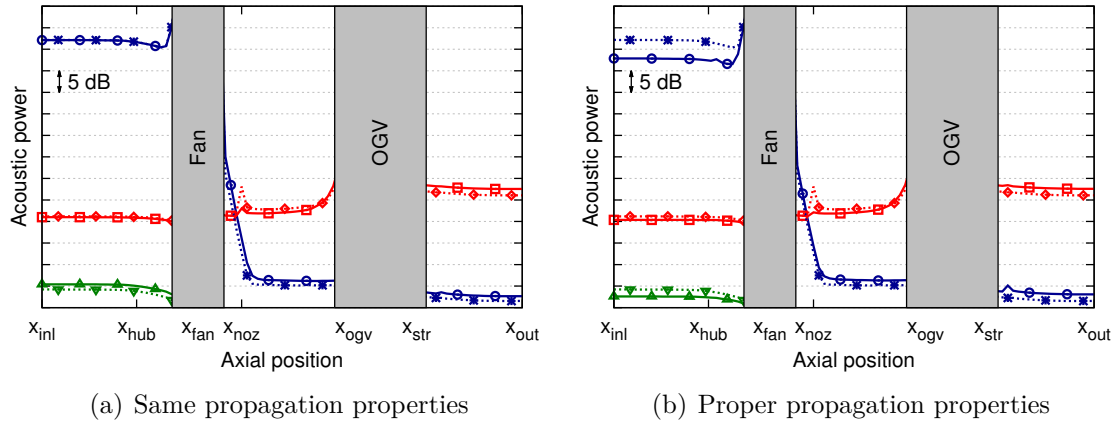 Acoustic power
5 dB
Fan
OGV
x_inl
x_hub
x_fan
x_noz
x_ogv
x_str
x_out
Axial position
(a) Same propagation properties
Acoustic power
5 dB
Fan
OGV
x_inl
x_hub
x_fan
x_noz
x_ogv
x_str
x_out
Axial position
(b) Proper propagation properties